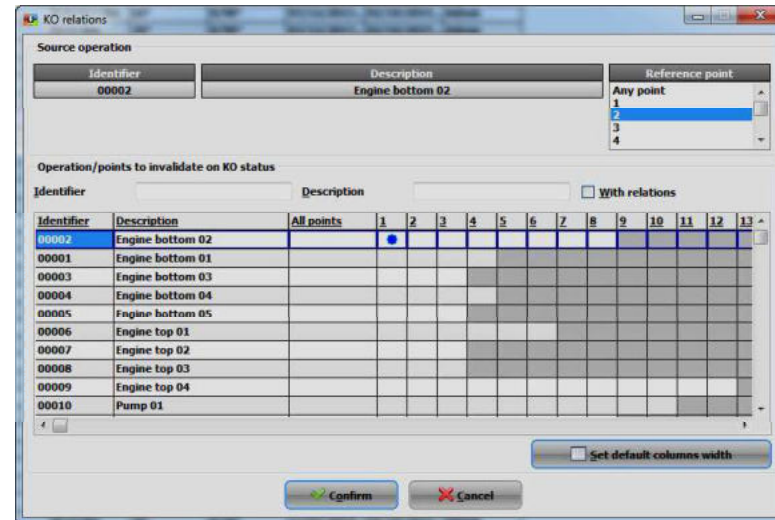 KO relations
Source operation
Identifier Description Reference point
00002 Engine bottom 02 Any point
1
2
3
4
Operation/points to invalidate on KO status
Identifier Description With relations
Identifier Description All points 1 2 3 4 5 6 7 8 9 10 11 12 13
00002 Engine bottom 02
00001 Engine bottom 01
00003 Engine bottom 03
00004 Engine bottom 04
00005 Engine bottom 05
00006 Engine top 01
00007 Engine top 02
00008 Engine top 03
00009 Engine top 04
00010 Pump 01
Set default columns width
Confirm Cancel